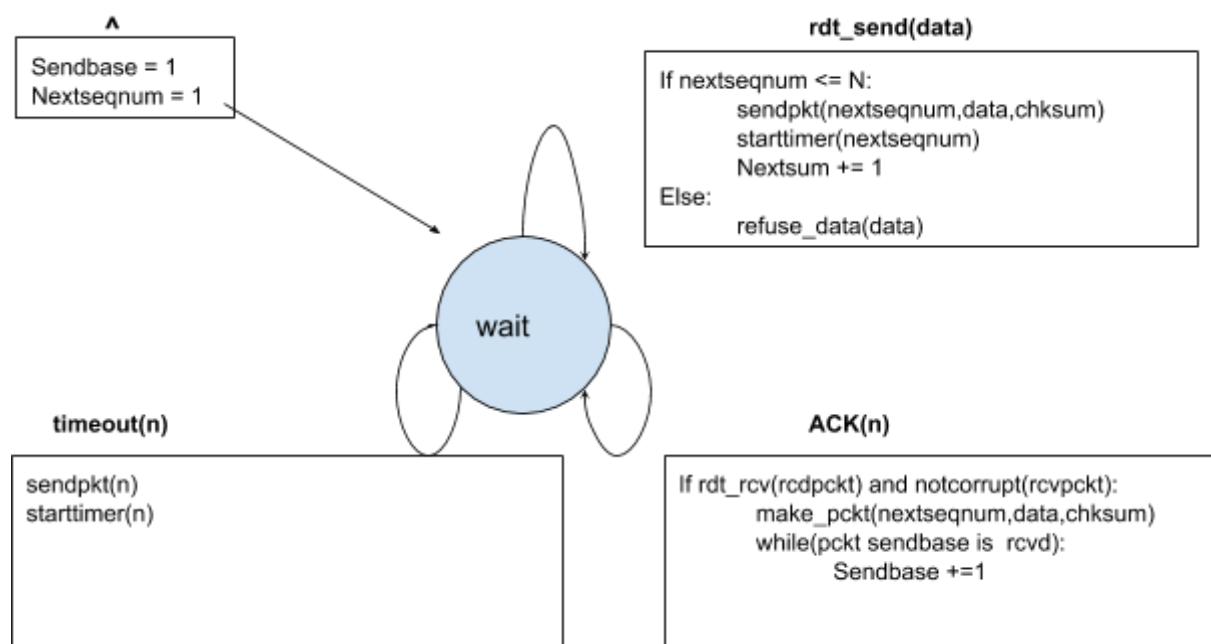 ^
Sendbase = 1
Nextseqnum = 1
rdt_send(data)
If nextseqnum <= N:
sendpkt(nextseqnum,data,chksum)
starttimer(nextseqnum)
Nextsum += 1
Else:
refuse_data(data)
wait
timeout(n)
sendpkt(n)
starttimer(n)
ACK(n)
If rdt_rcv(rcdpckt) and notcorrupt(rcvpckt):
make_pckt(nextseqnum,data,chksum)
while(pckt sendbase is rcvd):
Sendbase +=1